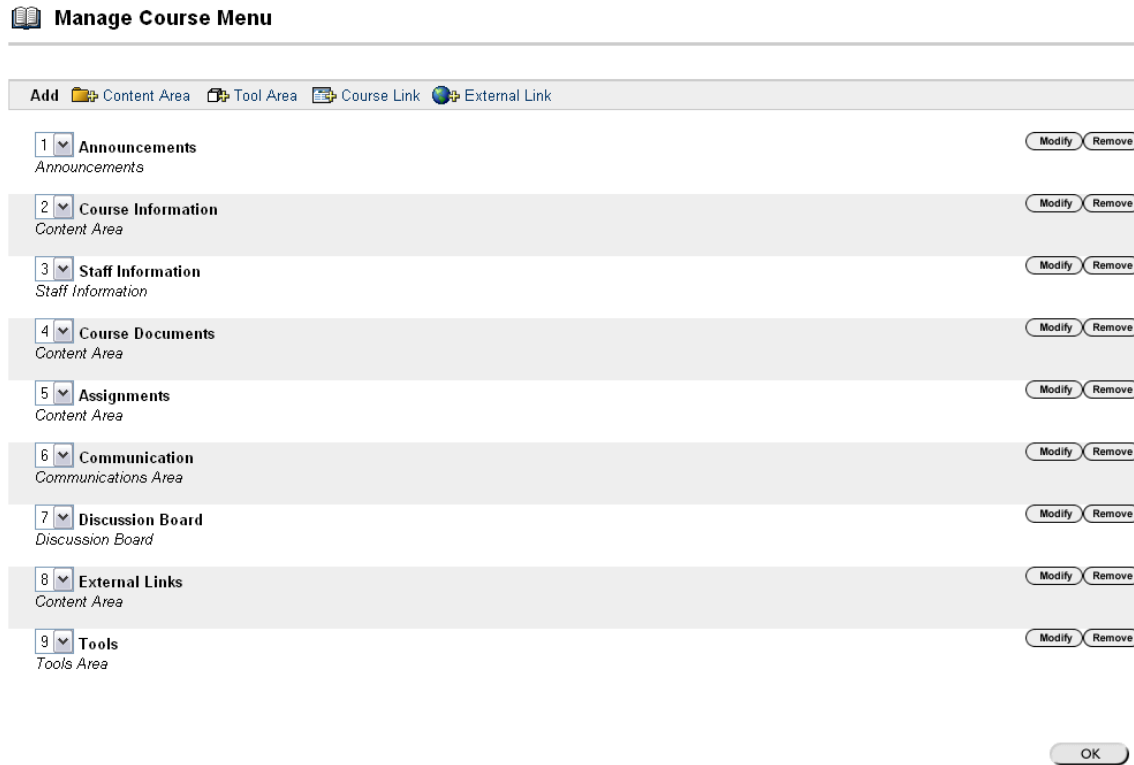 Manage Course Menu
Add Content Area Tool Area Course Link External Link
1 Announcements Modify Remove
Announcements
2 Course Information Modify Remove
Content Area
3 Staff Information Modify Remove
Staff Information
4 Course Documents Modify Remove
Content Area
5 Assignments Modify Remove
Content Area
6 Communication Modify Remove
Communications Area
7 Discussion Board Modify Remove
Discussion Board
8 External Links Modify Remove
Content Area
9 Tools Modify Remove
Tools Area
OK